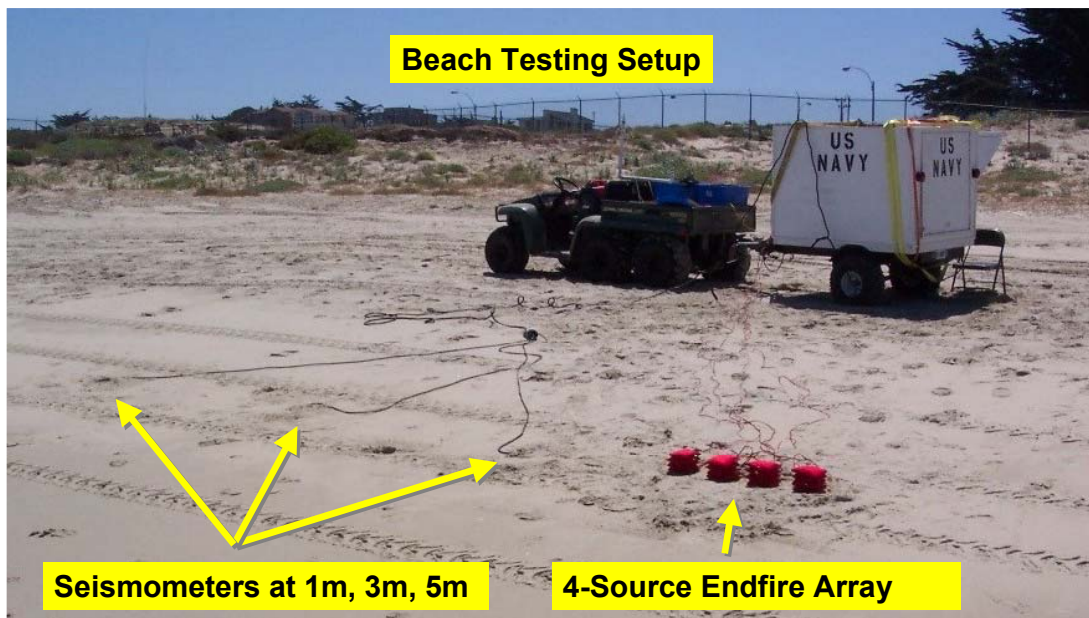 Beach Testing Setup
US
NAVY
US
NAVY
Seismometers at 1m, 3m, 5m
4-Source Endfire Array